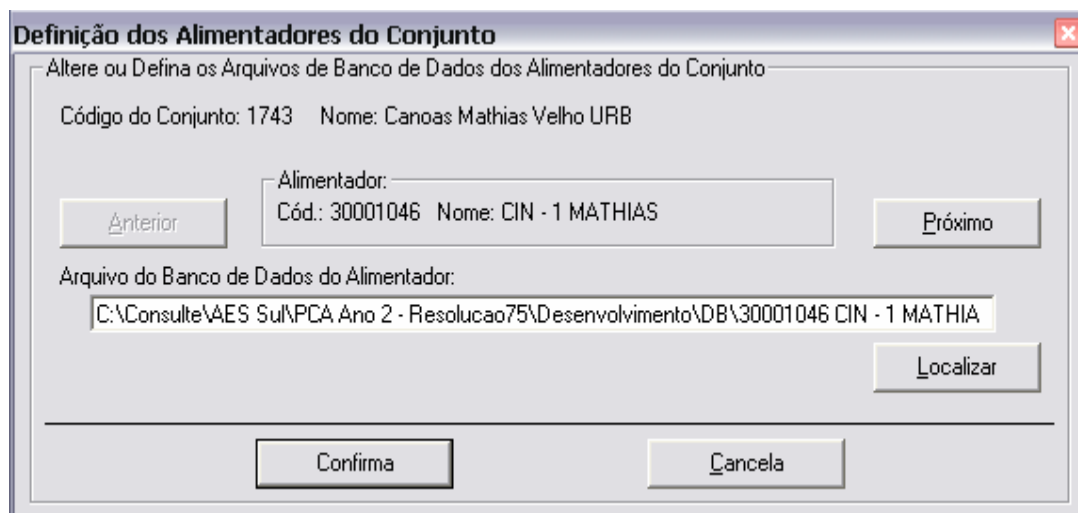 Definição dos Alimentadores do Conjunto
Altere ou Defina os Arquivos de Banco de Dados dos Alimentadores do Conjunto
Código do Conjunto: 1743 Nome: Canoas Mathias Velho URB
Alimentador:
Anterior
Cód.: 30001046 Nome: CIN - 1 MATHIAS
Próximo
Arquivo do Banco de Dados do Alimentador:
C:\Consulte\AES Sul\PCA Ano 2 - Resolucao75\Desenvolvimento\DB\30001046 CIN - 1 MATHIA
Localizar
Confirma
Cancela